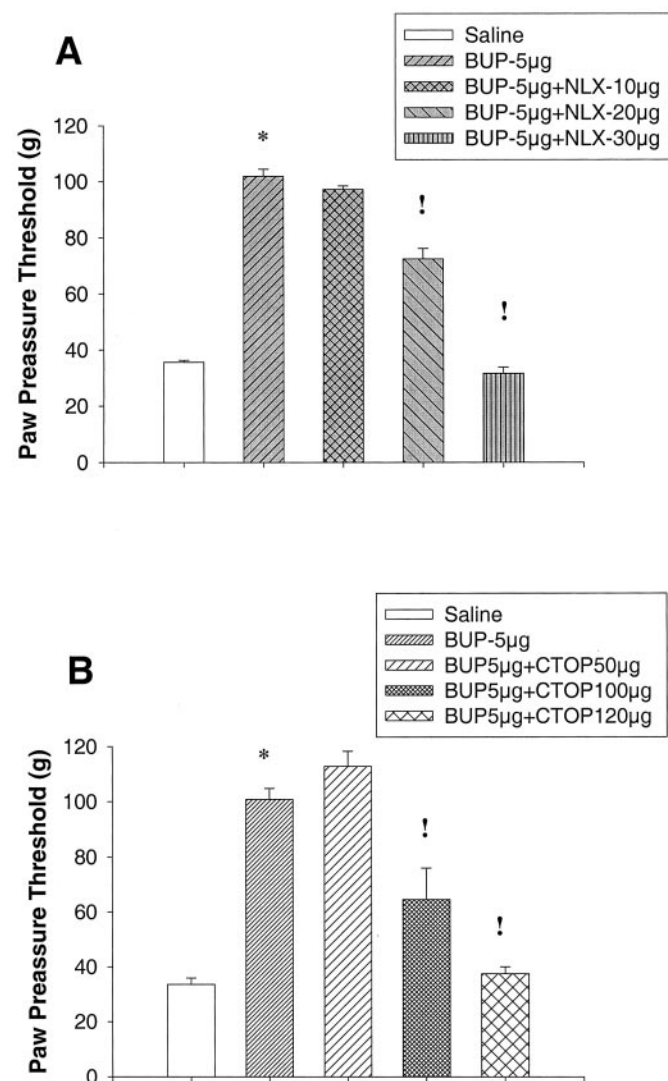 A
Saline
BUP-5µg
BUP-5µg+NLX-10µg
BUP-5µg+NLX-20µg
BUP-5µg+NLX-30µg
Paw Preassure Threshold (g)
120
100
80
60
40
20
0
*
!
!
B
Saline
BUP-5µg
BUP5µg+CTOP50µg
BUP5µg+CTOP100µg
BUP5µg+CTOP120µg
Paw Preassure Threshold (g)
120
100
80
60
40
20
0
*
!
!